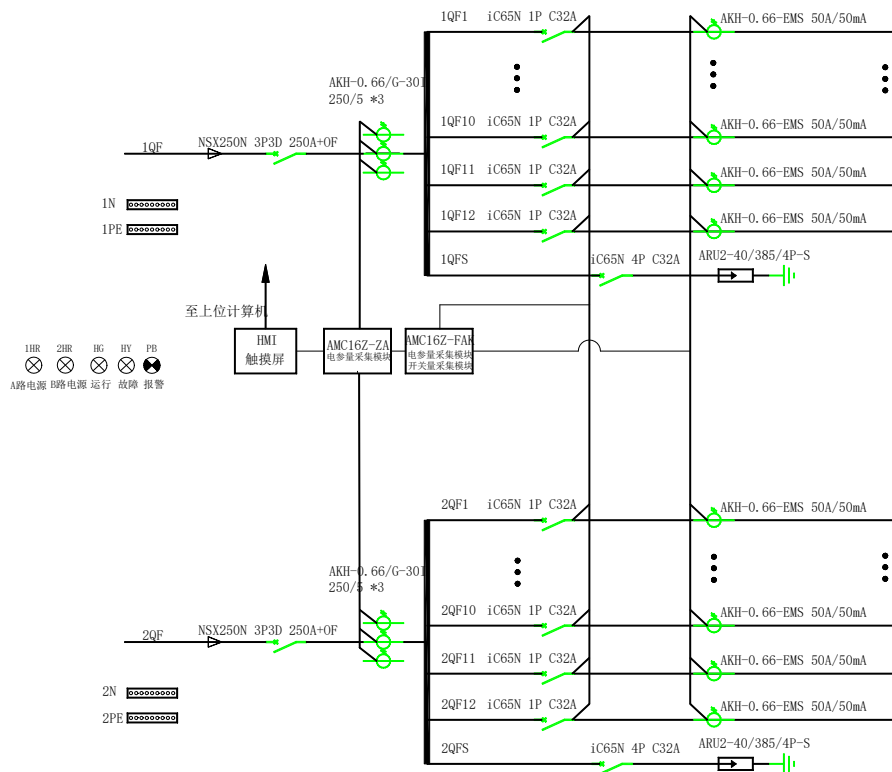 1QF1 iC65N 1P C32A AKH-0.66-EMS 50A/50mA
AKH-0.66/G-30I
250/5 *3
1QF10 iC65N 1P C32A AKH-0.66-EMS 50A/50mA
1QF NSX250N 3P3D 250A+OF
1QF11 iC65N 1P C32A AKH-0.66-EMS 50A/50mA
1N
1QF12 iC65N 1P C32A AKH-0.66-EMS 50A/50mA
1PE
1QFS iC65N 4P C32A ARU2-40/385/4P-S
至上位计算机
HMI
触摸屏
AMC16Z-ZA
电参量采集模块
AMC16Z-FAK
电参量采集模块
开关量采集模块
1HR 2HR HG HY PB
A路电源 B路电源 运行 故障 报警
2QF1 iC65N 1P C32A AKH-0.66-EMS 50A/50mA
AKH-0.66/G-30I
250/5 *3
2QF10 iC65N 1P C32A AKH-0.66-EMS 50A/50mA
2QF NSX250N 3P3D 250A+OF
2QF11 iC65N 1P C32A AKH-0.66-EMS 50A/50mA
2N
2QF12 iC65N 1P C32A AKH-0.66-EMS 50A/50mA
2PE
2QFS iC65N 4P C32A ARU2-40/385/4P-S